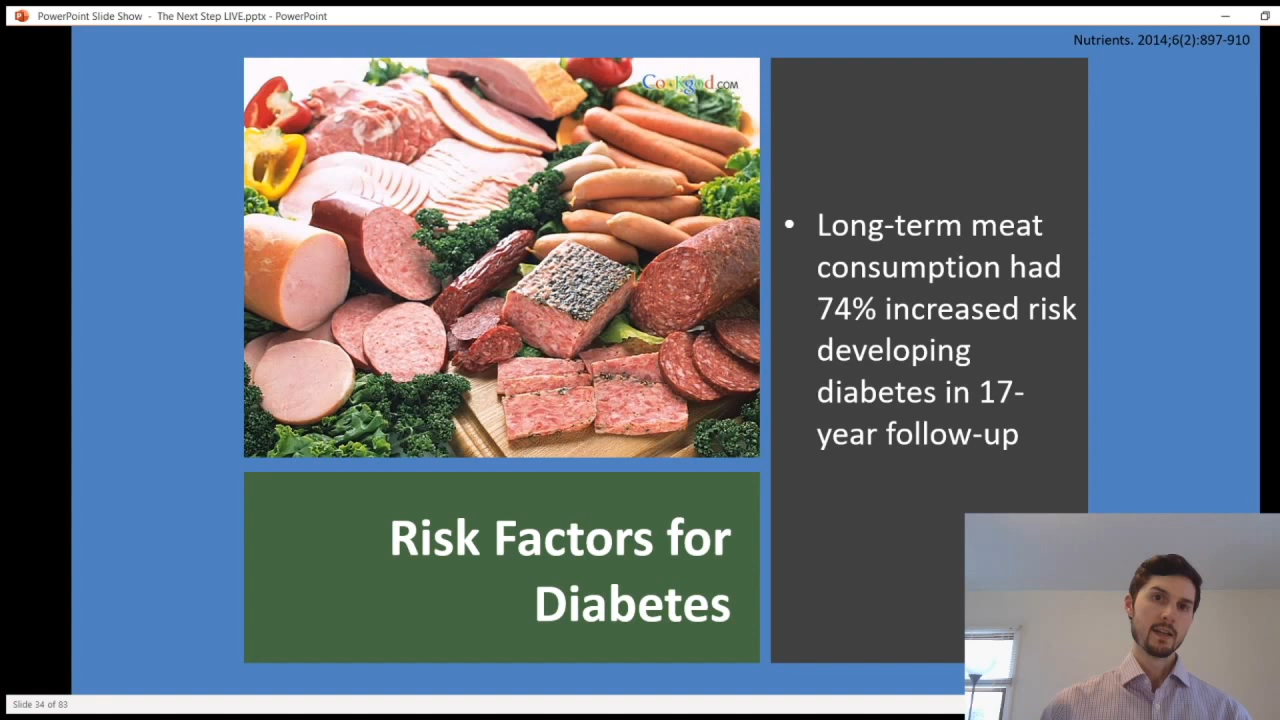 PowerPoint Slide Show - The Next Step LIVE.pptx - PowerPoint
Nutrients. 2014;6(2):897-910
Cookgod.COM
• Long-term meat
consumption had
74% increased risk
developing
diabetes in 17-
year follow-up
Risk Factors for
Diabetes
Slide 34 of 83